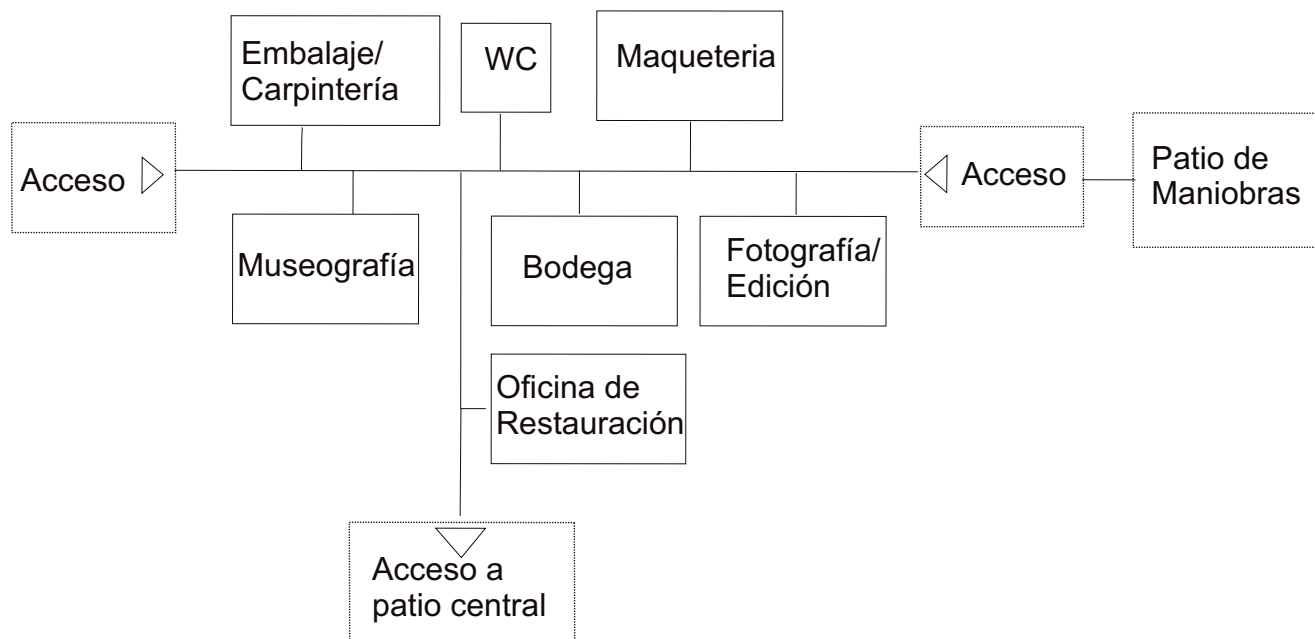 Embalaje/
Carpintería
WC
Maqueteria
Acceso
Acceso
Patio de
Maniobras
Museografía
Bodega
Fotografía/
Edición
Oficina de
Restauración
Acceso a
patio central